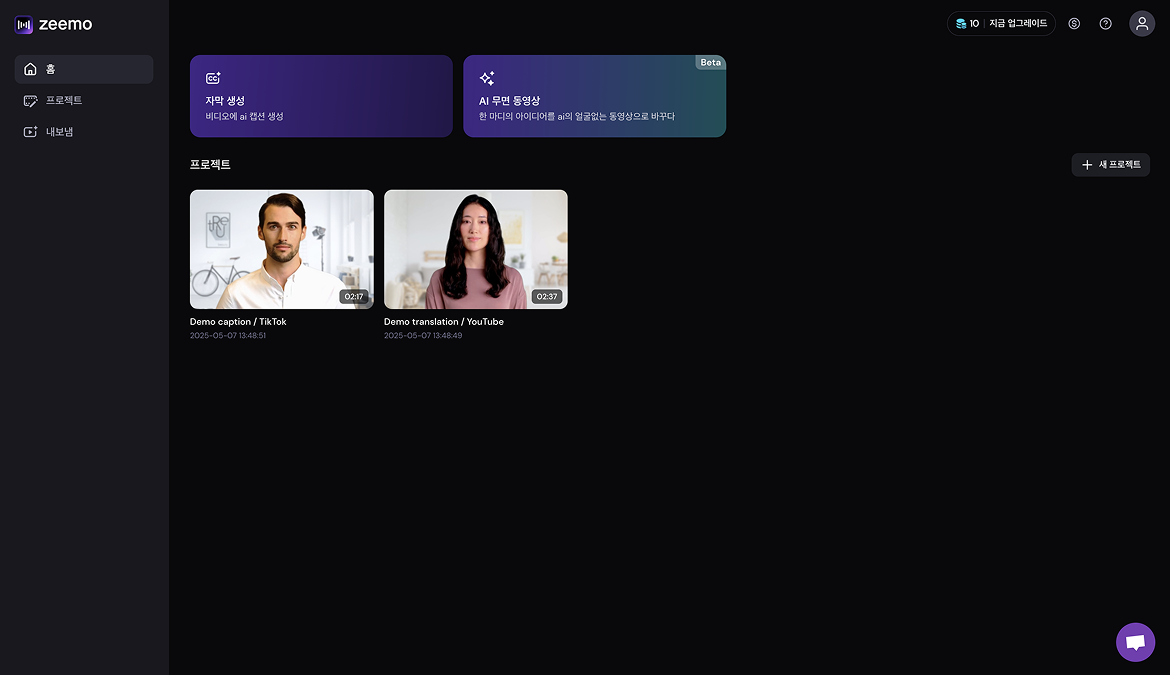 zeemo
10 지금 업그레이드
홈
프로젝트
내보냄
자막 생성
비디오에 ai 캡션 생성
Beta
AI 무면 동영상
한 마디의 아이디어를 ai의 얼굴없는 동영상으로 바꾸다
프로젝트
새 프로젝트
02:17
02:37
Demo caption / TikTok
2025-05-07 13:48:51
Demo translation / YouTube
2025-05-07 13:48:49